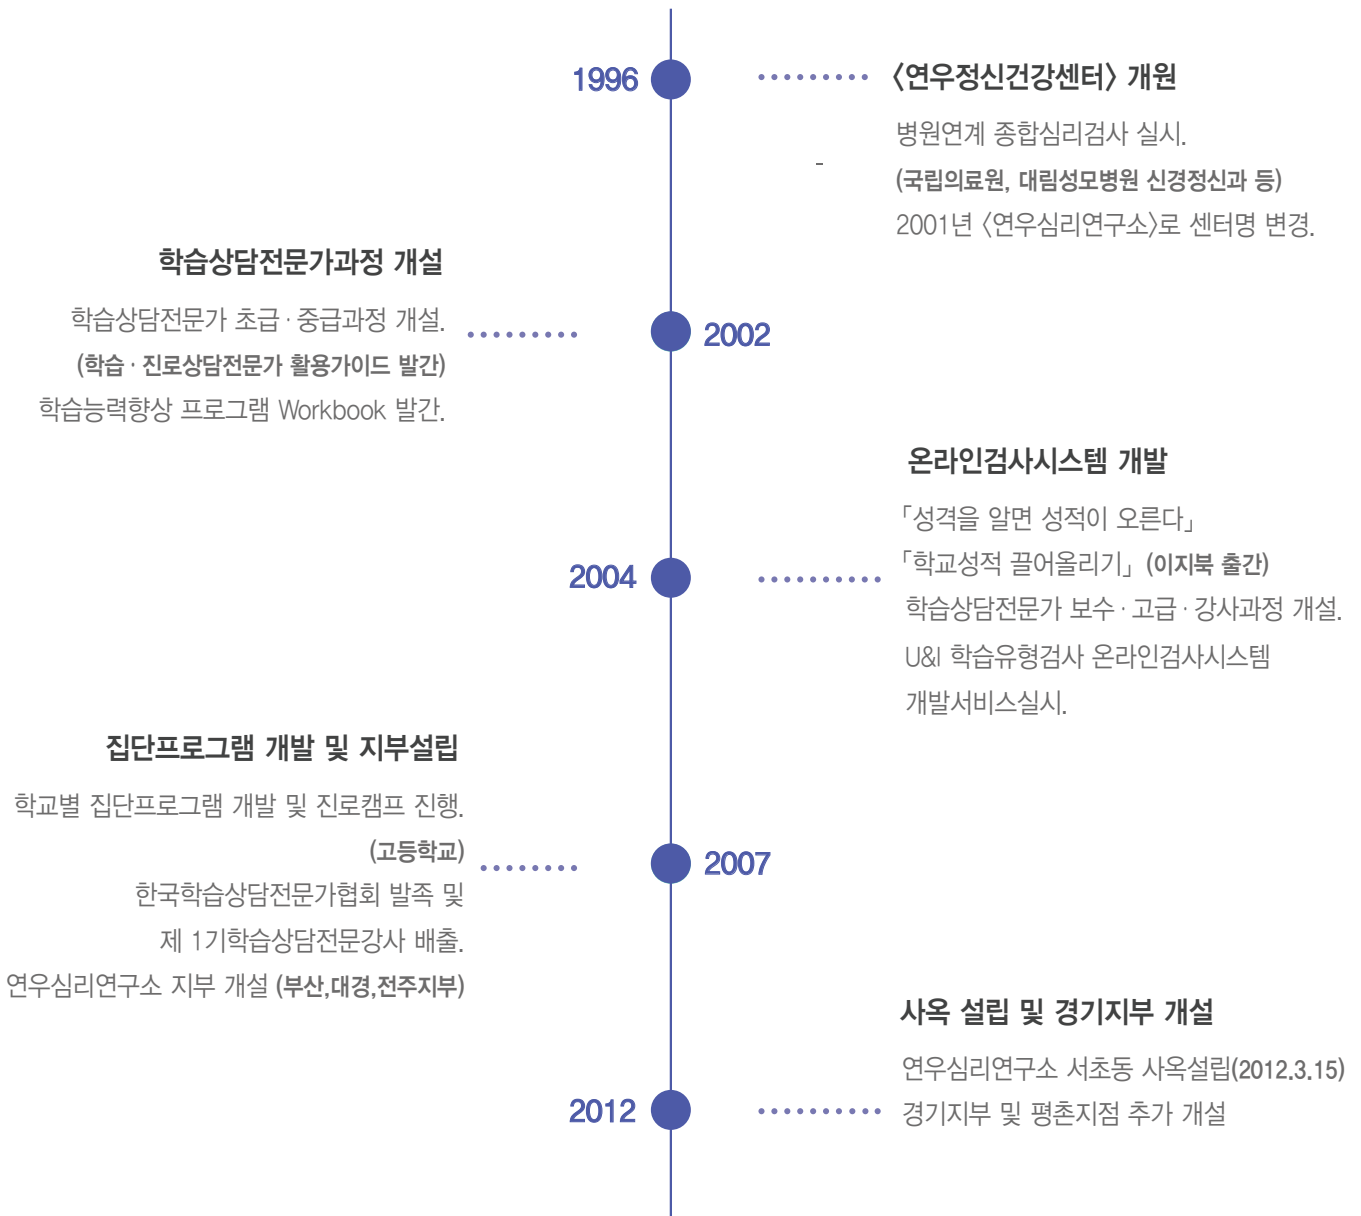 1996
〈연우정신건강센터〉 개원
병원연계 종합심리검사 실시.
(국립의료원, 대림성모병원 신경정신과 등)
2001년 〈연우심리연구소〉로 센터명 변경.
학습상담전문가과정 개설
학습상담전문가 초급·중급과정 개설.
(학습·진로상담전문가 활용가이드 발간)
학습능력향상 프로그램 Workbook 발간.
2002
온라인검사시스템 개발
「성격을 알면 성적이 오른다」
「학교성적 끌어올리기」 (이지북 출간)
학습상담전문가 보수·고급·강사과정 개설.
U&I 학습유형검사 온라인검사시스템
개발서비스실시.
2004
집단프로그램 개발 및 지부설립
학교별 집단프로그램 개발 및 진로캠프 진행.
(고등학교)
한국학습상담전문가협회 발족 및
제 1기학습상담전문강사 배출.
연우심리연구소 지부 개설 (부산,대경,전주지부)
2007
사옥 설립 및 경기지부 개설
연우심리연구소 서초동 사옥설립(2012.3.15)
경기지부 및 평촌지점 추가 개설
2012